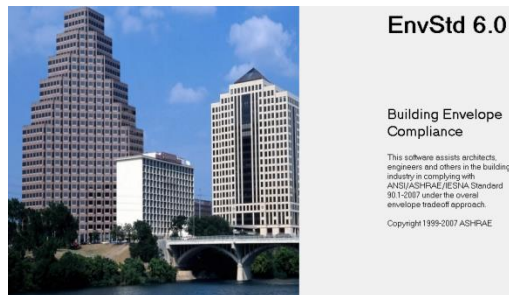 EnvStd 6.0
Building Envelope
Compliance
This software assists architects,
engineers and others in the building
industry in complying with
ANSI/ASHRAE/IESNA Standard
90.1-2007 under the overal
envelope tradeoff approach.
Copyright 1999-2007 ASHRAE